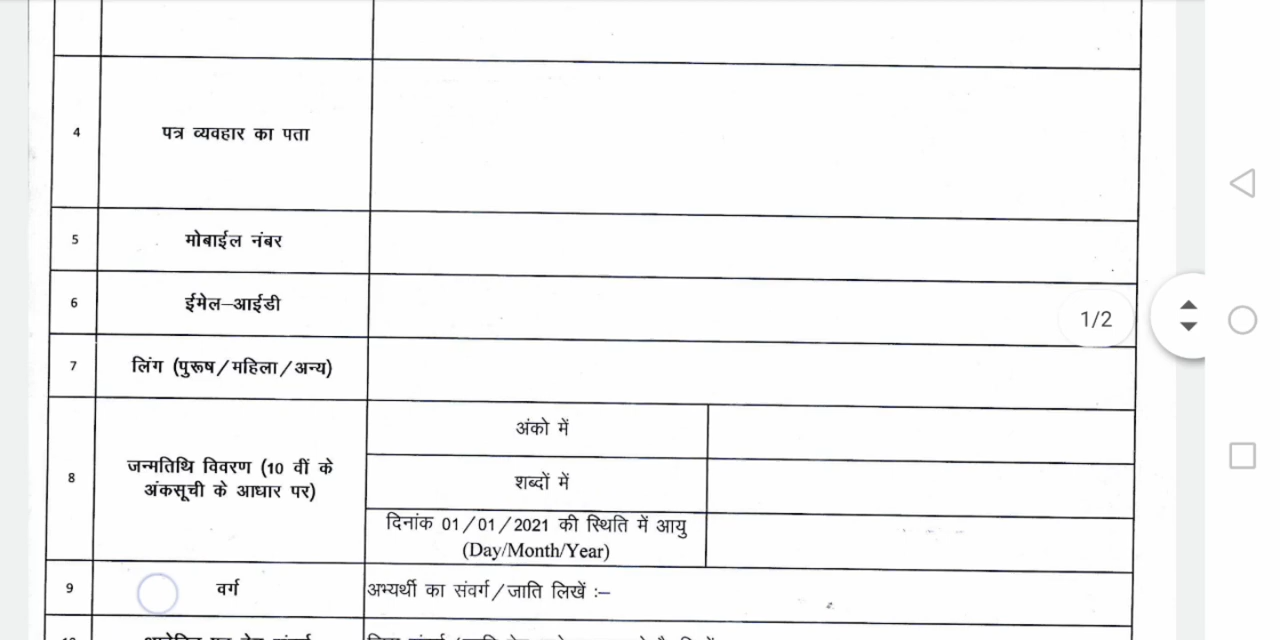 4 पत्र व्यवहार का पता
5 मोबाईल नंबर
6 ईमेल–आईडी
1/2
7 लिंग (पुरूष/महिला/अन्य)
8 जन्मतिथि विवरण (10 वीं के
अंकसूची के आधार पर)
अंको में
शब्दों में
दिनांक 01/01/2021 की स्थिति में आयु
(Day/Month/Year)
9 वर्ग अभ्यर्थी का संवर्ग/जाति लिखें :–